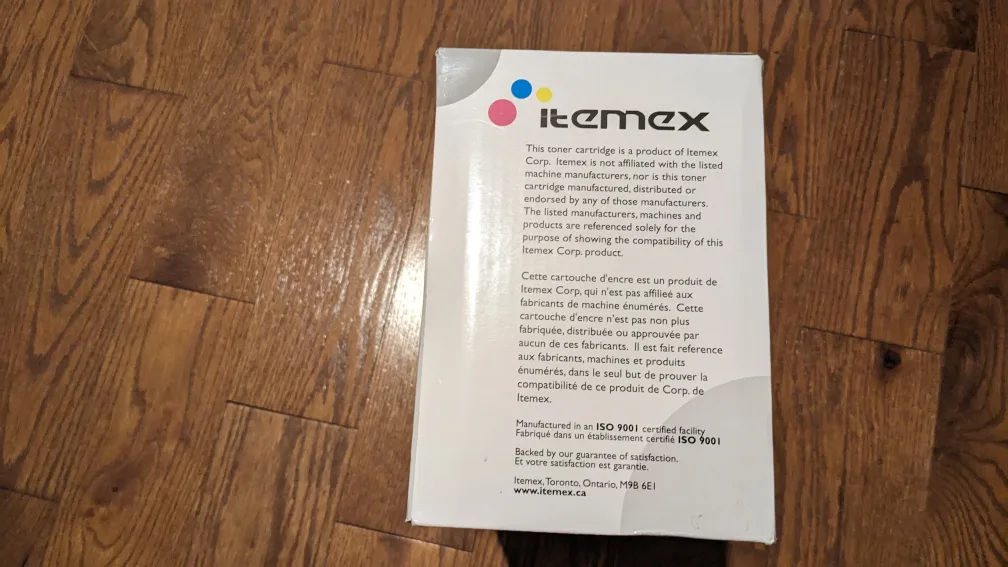 itemex
This toner cartridge is a product of Itemex
Corp. Itemex is not affiliated with the listed
machine manufacturers, nor is this toner
cartridge manufactured, distributed or
endorsed by any of those manufacturers.
The listed manufacturers, machines and
products are referenced solely for the
purpose of showing the compatibility of this
Itemex Corp. product.
Cette cartouche d'encre est un produit de
Itemex Corp, qui n'est pas affilieé aux
fabricants de machine énumérés. Cette
cartouche d'encre n'est pas non plus
fabriquée, distribuée ou approuvée par
aucun de ces fabricants. Il est fait reference
aux fabricants, machines et produits
énumérés, dans le seul but de prouver la
compatibilité de ce produit de Corp. de
Itemex.
Manufactured in an ISO 9001 certified facility
Fabriqué dans un établissement certifié ISO 9001
Backed by our guarantee of satisfaction.
Et votre satisfaction est garantie.
Itemex, Toronto, Ontario, M9B 6E1
www.itemex.ca